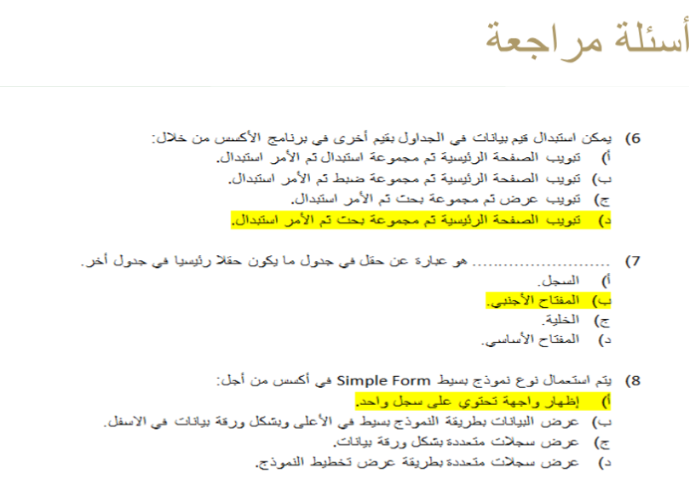 أسئلة مراجعة
6) يمكن استبدال قيم بيانات في الجداول بقيم أخرى في برنامج الأكسس من خلال:
أ) تبويب الصفحة الرئيسية ثم مجموعة استبدال ثم الأمر استبدال.
ب) تبويب الصفحة الرئيسية ثم مجموعة ضبط ثم الأمر استبدال.
ج) تبويب عرض ثم مجموعة بحث ثم الأمر استبدال.
د) تبويب الصفحة الرئيسية ثم مجموعة بحث ثم الأمر استبدال.
7) .......................... هو عبارة عن حقل في جدول ما يكون حقلا رئيسيا في جدول أخر.
أ) السجل.
ب) المفتاح الأجنبي.
ج) الخلية.
د) المفتاح الأساسي.
8) يتم استعمال نوع نموذج بسيط Simple Form في أكسس من أجل:
أ) إظهار واجهة تحتوي على سجل واحد.
ب) عرض البيانات بطريقة النموذج بسيط في الأعلى وبشكل ورقة بيانات في الاسفل.
ج) عرض سجلات متعددة بشكل ورقة بيانات.
د) عرض سجلات متعددة بطريقة عرض تخطيط النموذج.